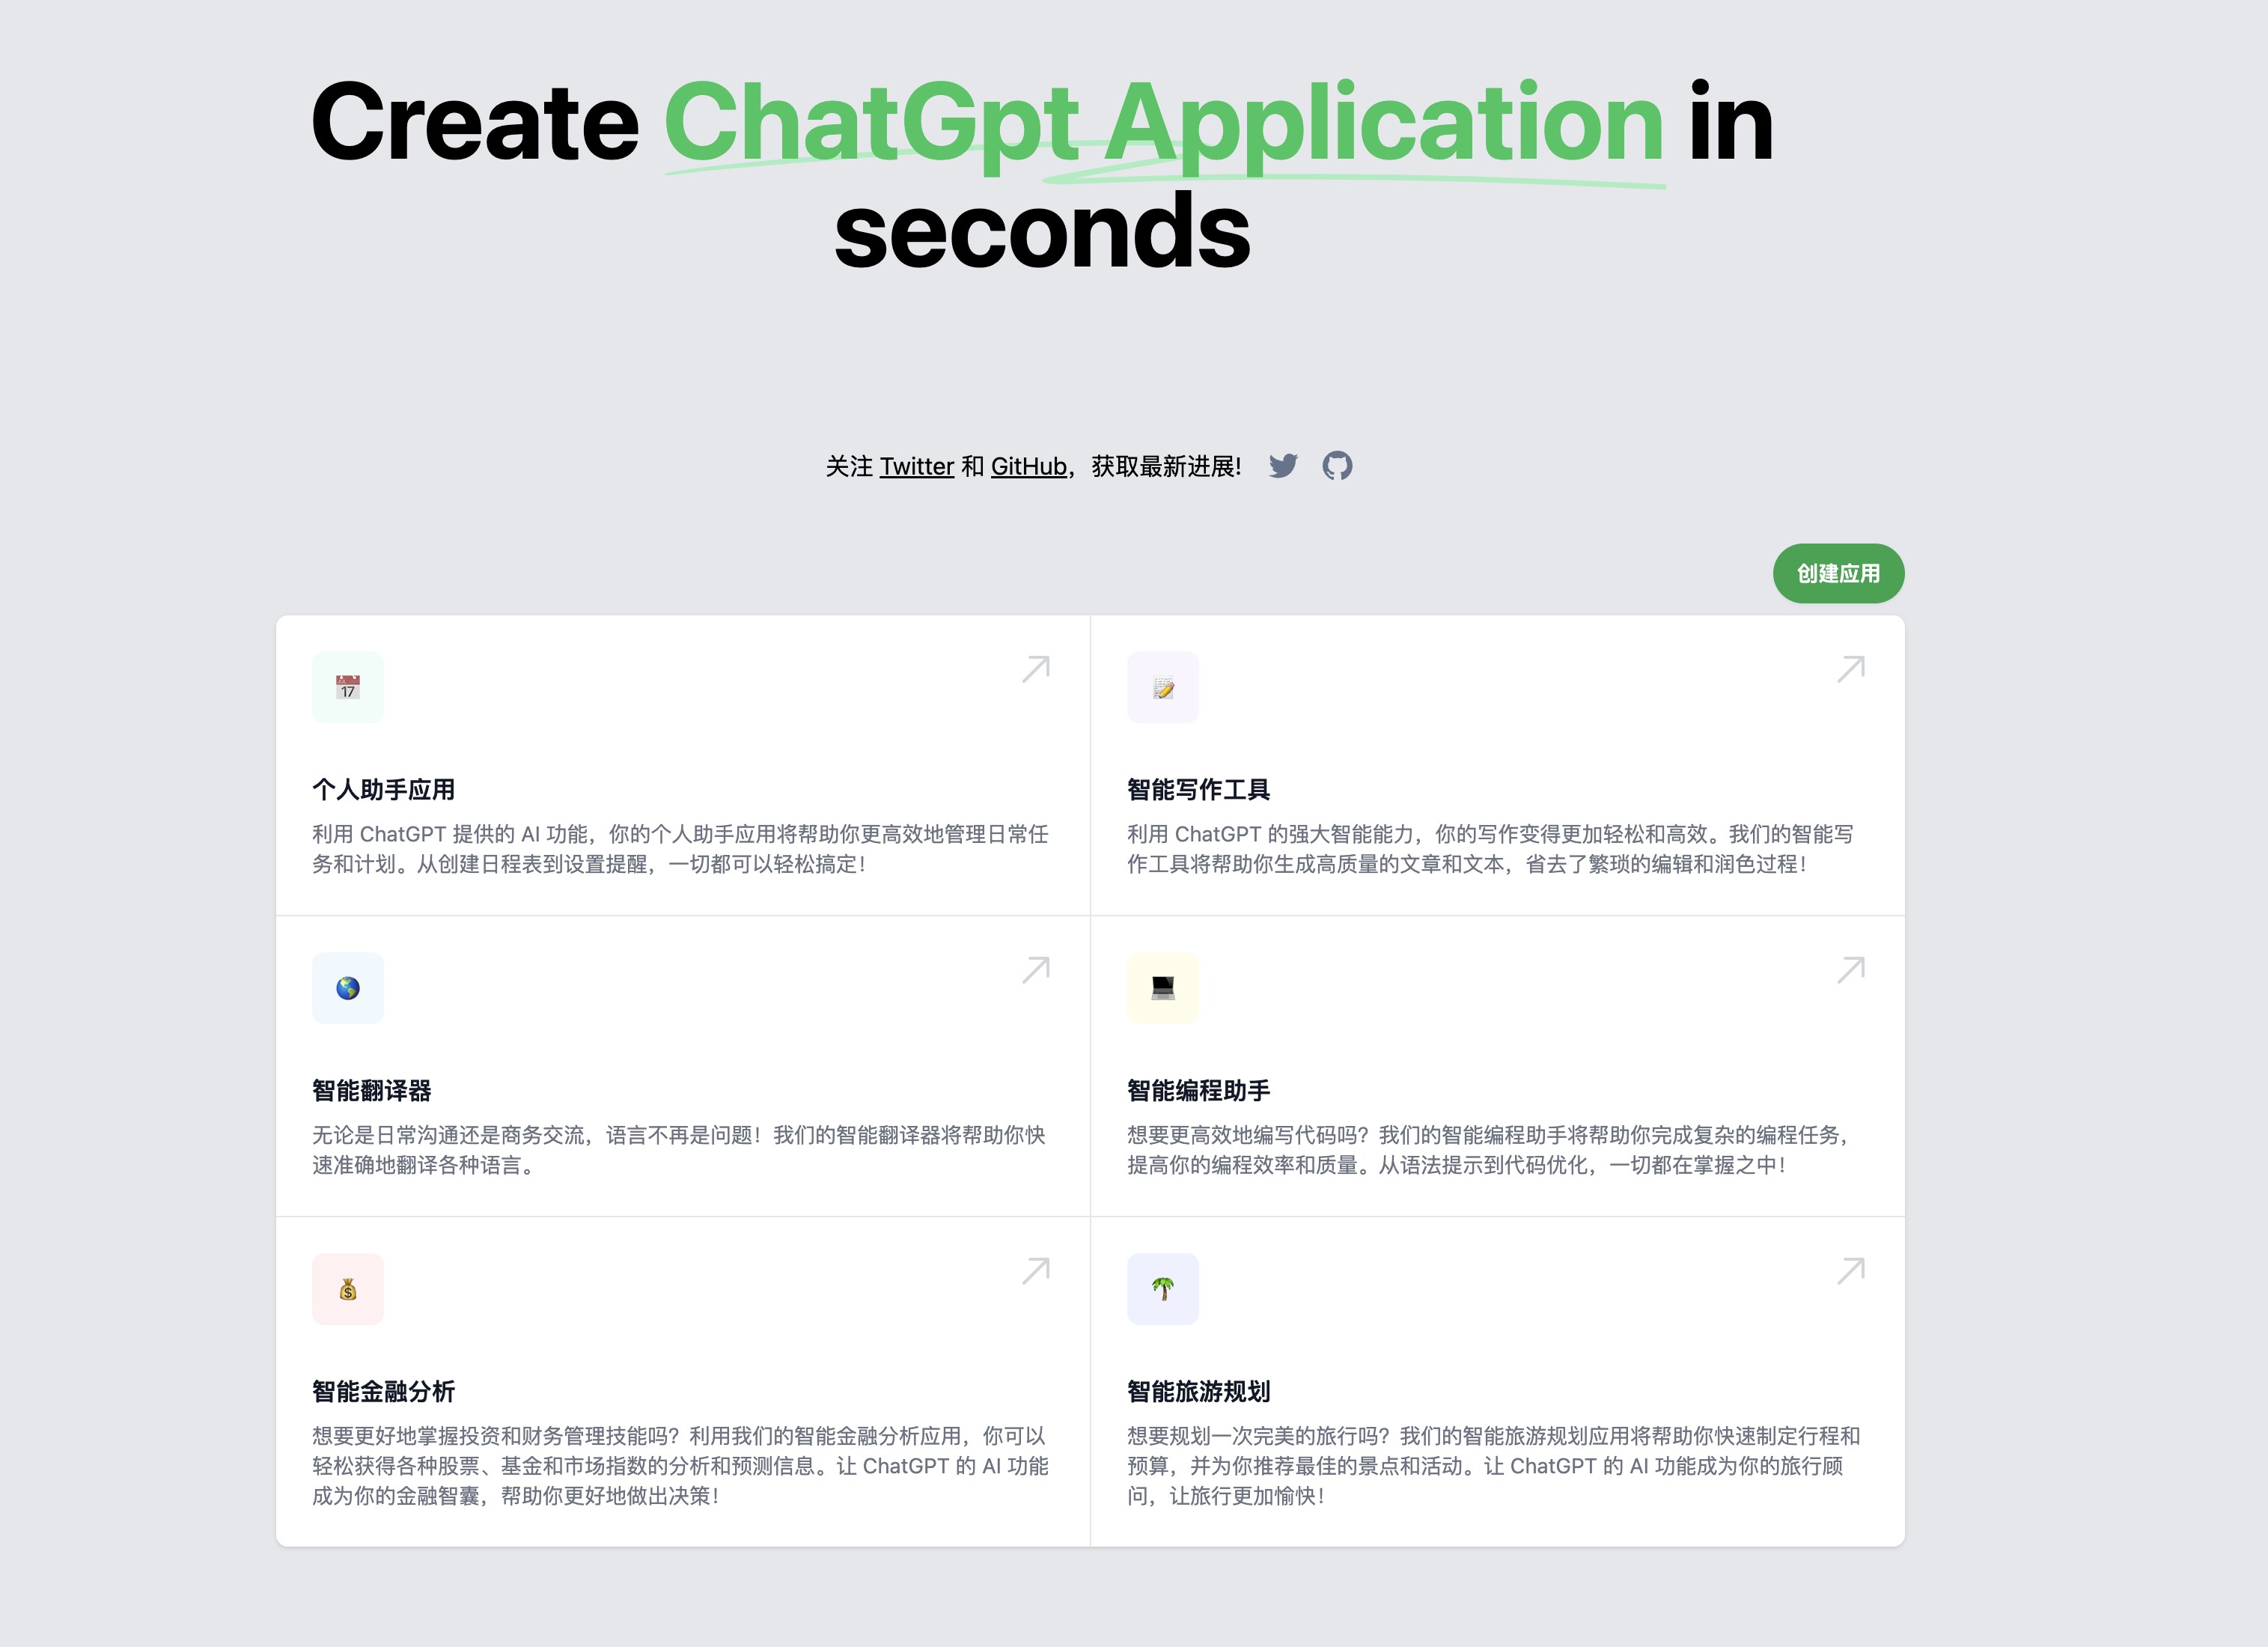 Create ChatGpt Application in
seconds
关注 Twitter 和 GitHub，获取最新进展!
创建应用
17
个人助手应用
利用 ChatGPT 提供的 AI 功能，你的个人助手应用将帮助你更高效地管理日常任
务和计划。从创建日程表到设置提醒，一切都可以轻松搞定！
智能写作工具
利用 ChatGPT 的强大智能能力，你的写作变得更加轻松和高效。我们的智能写
作工具将帮助你生成高质量的文章和文本，省去了繁琐的编辑和润色过程！
智能翻译器
无论是日常沟通还是商务交流，语言不再是问题！我们的智能翻译器将帮助你快
速准确地翻译各种语言。
智能编程助手
想要更高效地编写代码吗？我们的智能编程助手将帮助你完成复杂的编程任务，
提高你的编程效率和质量。从语法提示到代码优化，一切都在掌握之中！
$
智能金融分析
想要更好地掌握投资和财务管理技能吗？利用我们的智能金融分析应用，你可以
轻松获得各种股票、基金和市场指数的分析和预测信息。让 ChatGPT 的 AI 功能
成为你的金融智囊，帮助你更好地做出决策！
智能旅游规划
想要规划一次完美的旅行吗？我们的智能旅游规划应用将帮助你快速制定行程和
预算，并为你推荐最佳的景点和活动。让 ChatGPT 的 AI 功能成为你的旅行顾
问，让旅行更加愉快！